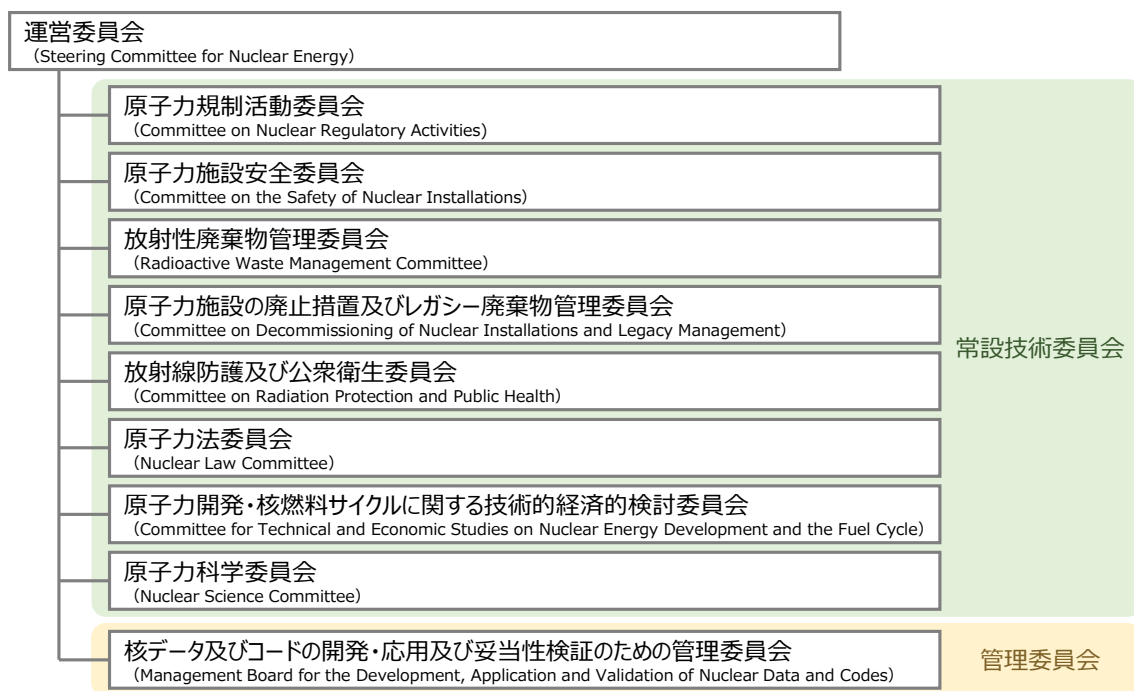 運営委員会
（Steering Committee for Nuclear Energy）
原子力規制活動委員会
（Committee on Nuclear Regulatory Activities)
原子力施設安全委員会
（Committee on the Safety of Nuclear Installations）
放射性廃棄物管理委員会
（Radioactive Waste Management Committee）
原子力施設の廃止措置及びレガシー廃棄物管理委員会
（Committee on Decommissioning of Nuclear Installations and Legacy Management）
常設技術委員会
放射線防護及び公衆衛生委員会
（Committee on Radiation Protection and Public Health）
原子力法委員会
（Nuclear Law Committee）
原子力開発・核燃料サイクルに関する技術的経済的検討委員会
（Committee for Technical and Economic Studies on Nuclear Energy Development and the Fuel Cycle）
原子力科学委員会
（Nuclear Science Committee）
核データ及びコードの開発・応用及び妥当性検証のための管理委員会
（Management Board for the Development, Application and Validation of Nuclear Data and Codes）
管理委員会